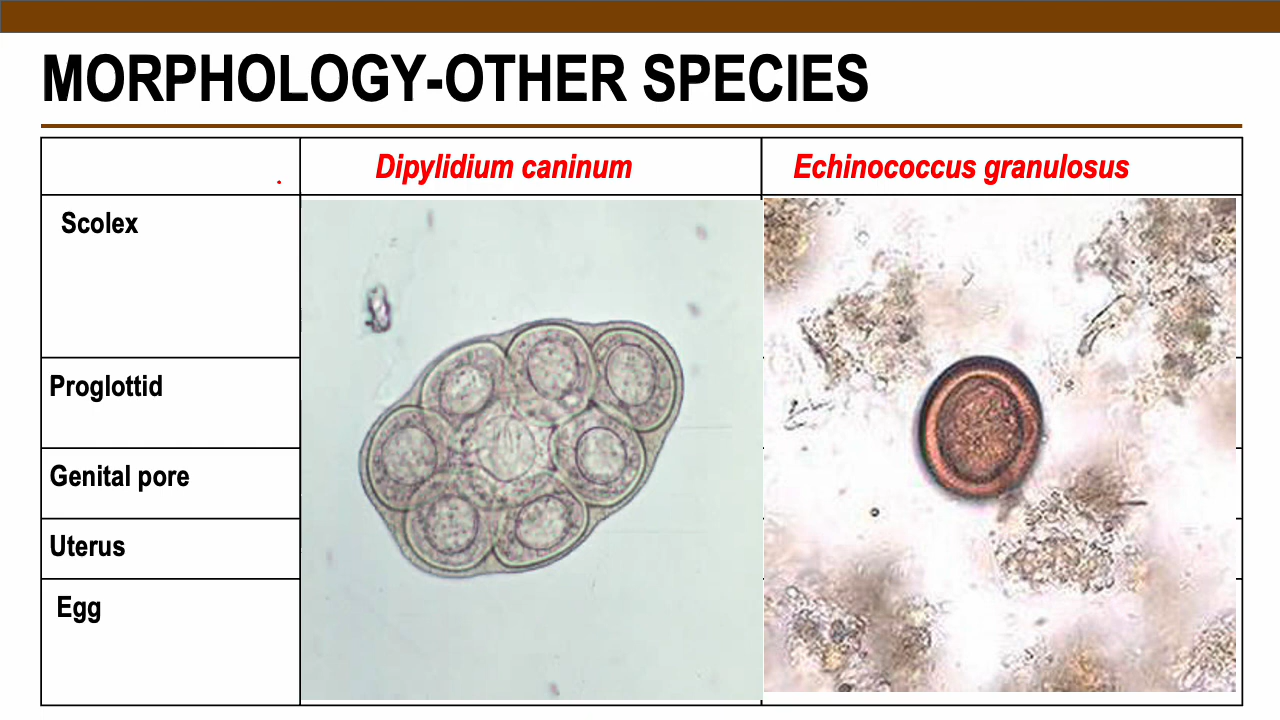 MORPHOLOGY-OTHER SPECIES
.
Dipylidium caninum
Echinococcus granulosus
Scolex
Proglottid
Genital pore
Uterus
Egg